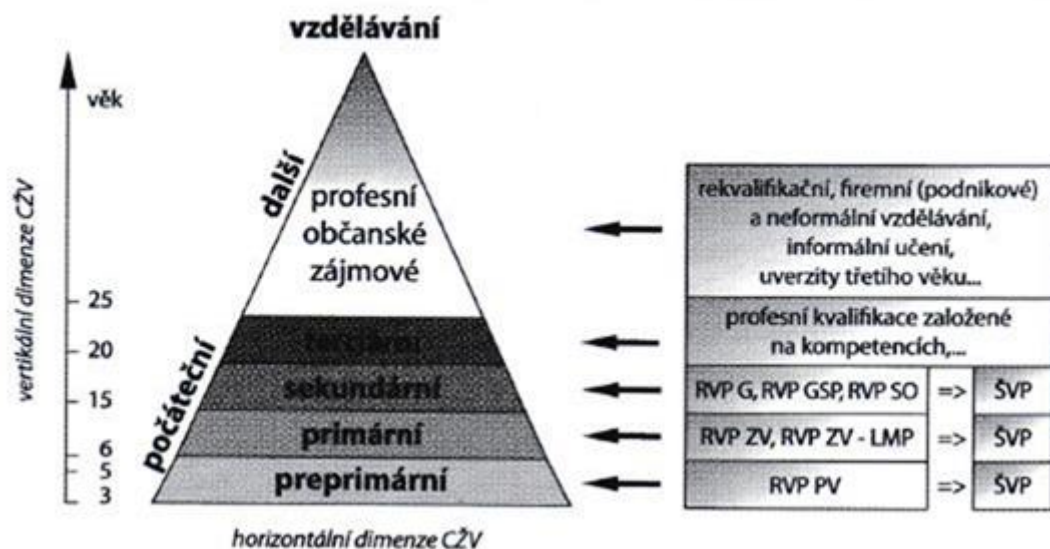 vzdělávání
věk
vertikální dimenze CŽV
25
20
15
6
5
3
další
počáteční
profesní
občanské
zájmové
terciární
sekundární
primární
preprimární
horizontální dimenze CŽV
rekvalifikační, firemní (podnikové)
a neformální vzdělávání,
informální učení,
uverzity třetího věku...
profesní kvalifikace založené
na kompetencích,...
RVP G, RVP GSP, RVP SO => ŠVP
RVP ZV, RVP ZV - LMP => ŠVP
RVP PV => ŠVP